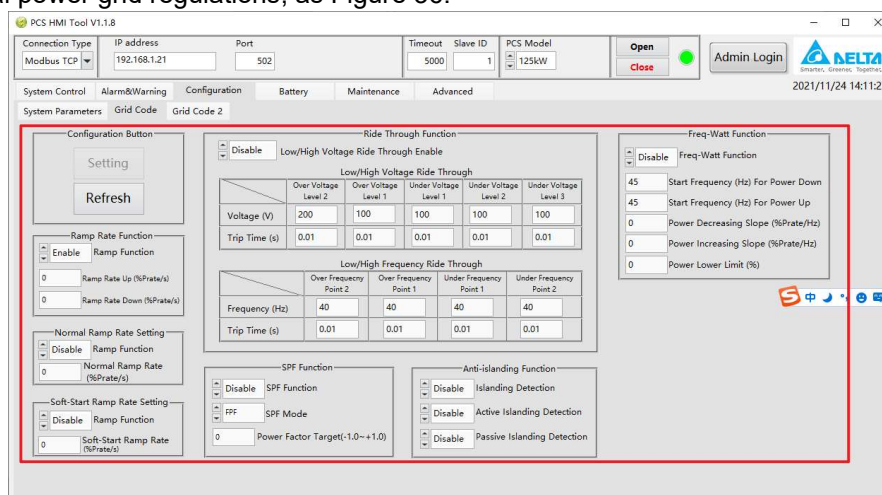 al power grid regulations, as Figure 36.
PCS HMI Tool V1.1.8
Connection Type IP address Port Timeout Slave ID PCS Model
Modbus TCP 192.168.1.21 502 5000 1 125kW
Open
Close
Admin Login
DELTA
Smarter. Greener. Together.
System Control Alarm&Warning Configuration Battery Maintenance Advanced
2021/11/24 14:11:2
System Parameters Grid Code Grid Code 2
Configuration Button
Setting
Refresh
Ramp Rate Function
Enable Ramp Function
0 Ramp Rate Up (%Prate/s)
0 Ramp Rate Down (%Prate/s)
Normal Ramp Rate Setting
Disable Ramp Function
0 Normal Ramp Rate
(%Prate/s)
Soft-Start Ramp Rate Setting
Disable Ramp Function
0 Soft-Start Ramp Rate
(%Prate/s)
Ride Through Function
Disable Low/High Voltage Ride Through Enable
Low/High Voltage Ride Through
Over Voltage Over Voltage Under Voltage Under Voltage Under Voltage
Level 2 Level 1 Level 1 Level 2 Level 3
Voltage (V) 200 100 100 100 100
Trip Time (s) 0.01 0.01 0.01 0.01 0.01
Low/High Frequency Ride Through
Over Frequecny Over Frequency Under Frequency Under Frequency
Point 2 Point 1 Point 1 Point 2
Frequency (Hz) 40 40 40 40
Trip Time (s) 0.01 0.01 0.01 0.01
SPF Function
Disable SPF Function
FPF SPF Mode
0 Power Factor Target(-1.0~+1.0)
Anti-islanding Function
Disable Islanding Detection
Disable Active Islanding Detection
Disable Passive Islanding Detection
Freq-Watt Function
Disable Freq-Watt Function
45 Start Frequency (Hz) For Power Down
45 Start Frequency (Hz) For Power Up
0 Power Decreasing Slope (%Prate/Hz)
0 Power Increasing Slope (%Prate/Hz)
0 Power Lower Limit (%)
S 中